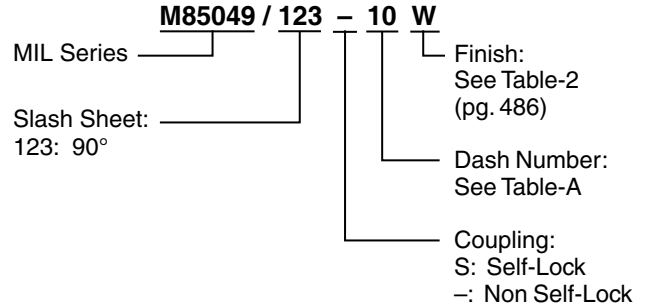 M85049 / 123 – 10 W
MIL Series
Slash Sheet:
123: 90°
Finish:
See Table-2
(pg. 486)
Dash Number:
See Table-A
Coupling:
S: Self-Lock
–: Non Self-Lock